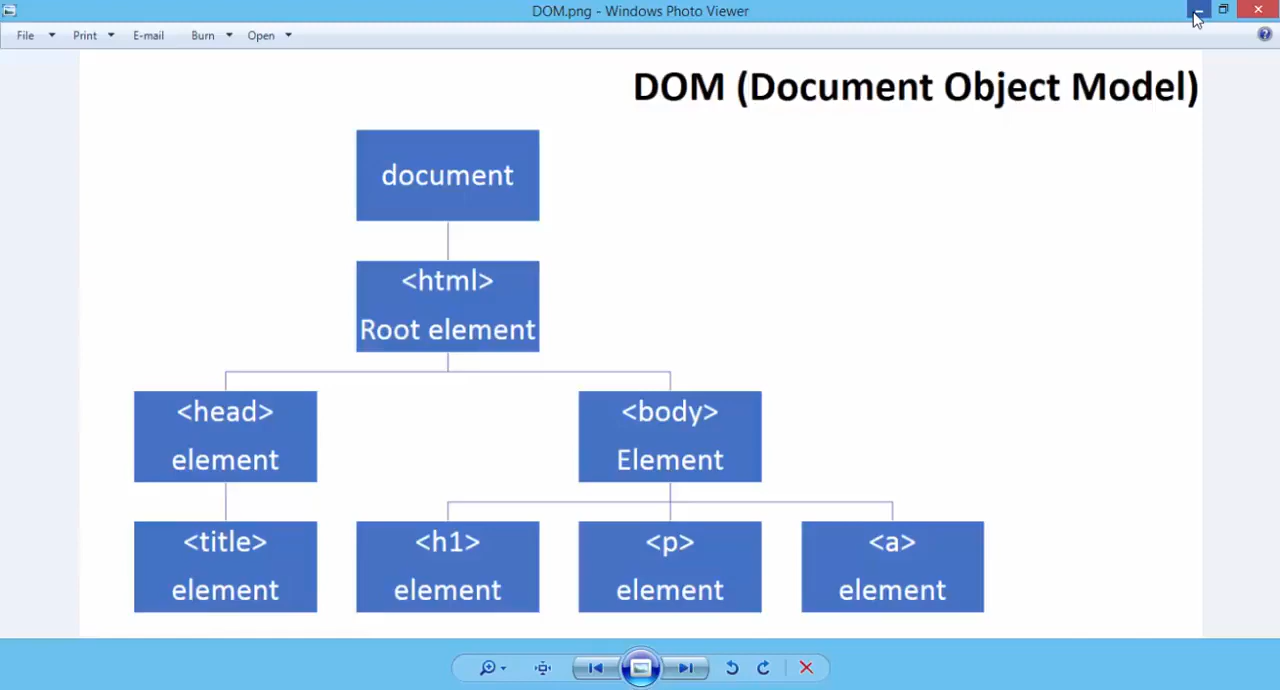 DOM.png - Windows Photo Viewer
File Print E-mail Burn Open
DOM (Document Object Model)
document
<html>
Root element
<head>
element
<body>
Element
<title>
element
<h1>
element
<p>
element
<a>
element